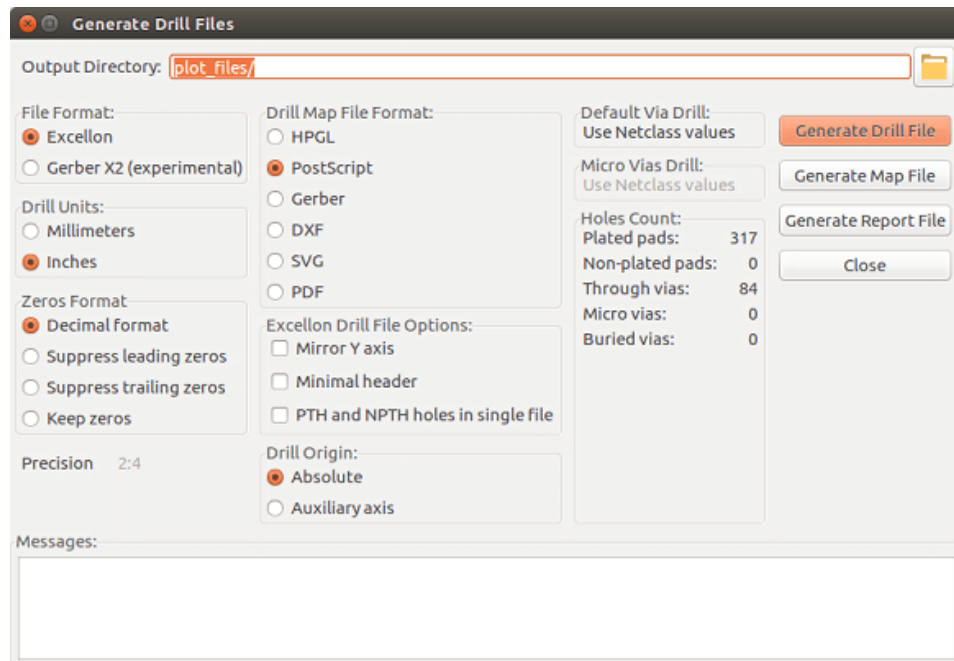 Generate Drill Files
Output Directory: plot_files/
File Format:
Excellon
Gerber X2 (experimental)
Drill Units:
Millimeters
Inches
Zeros Format
Decimal format
Suppress leading zeros
Suppress trailing zeros
Keep zeros
Precision 2:4
Drill Map File Format:
HPGL
PostScript
Gerber
DXF
SVG
PDF
Excellon Drill File Options:
Mirror Y axis
Minimal header
PTH and NPTH holes in single file
Drill Origin:
Absolute
Auxiliary axis
Default Via Drill:
Use Netclass values
Micro Vias Drill:
Use Netclass values
Holes Count:
Plated pads: 317
Non-plated pads: 0
Through vias: 84
Micro vias: 0
Buried vias: 0
Generate Drill File
Generate Map File
Generate Report File
Close
Messages: